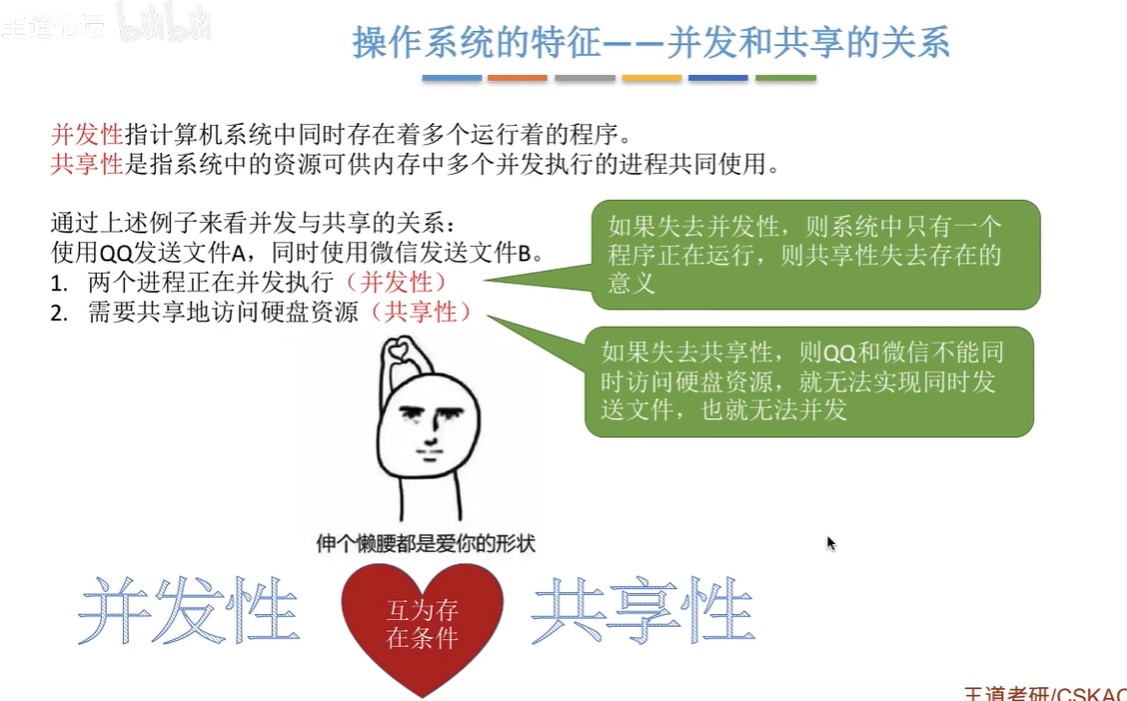 王道论坛 bilibili
操作系统的特征——并发和共享的关系
并发性指计算机系统中同时存在着多个运行着的程序。
共享性是指系统中的资源可供内存中多个并发执行的进程共同使用。
通过上述例子来看并发与共享的关系：
使用QQ发送文件A，同时使用微信发送文件B。
1. 两个进程正在并发执行（并发性）
2. 需要共享地访问硬盘资源（共享性）
如果失去并发性，则系统中只有一个
程序正在运行，则共享性失去存在的
意义
如果失去共享性，则QQ和微信不能同
时访问硬盘资源，就无法实现同时发
送文件，也就无法并发
伸个懒腰都是爱你的形状
并发性
互为存
在条件
共享性
王道考研/CSKAO